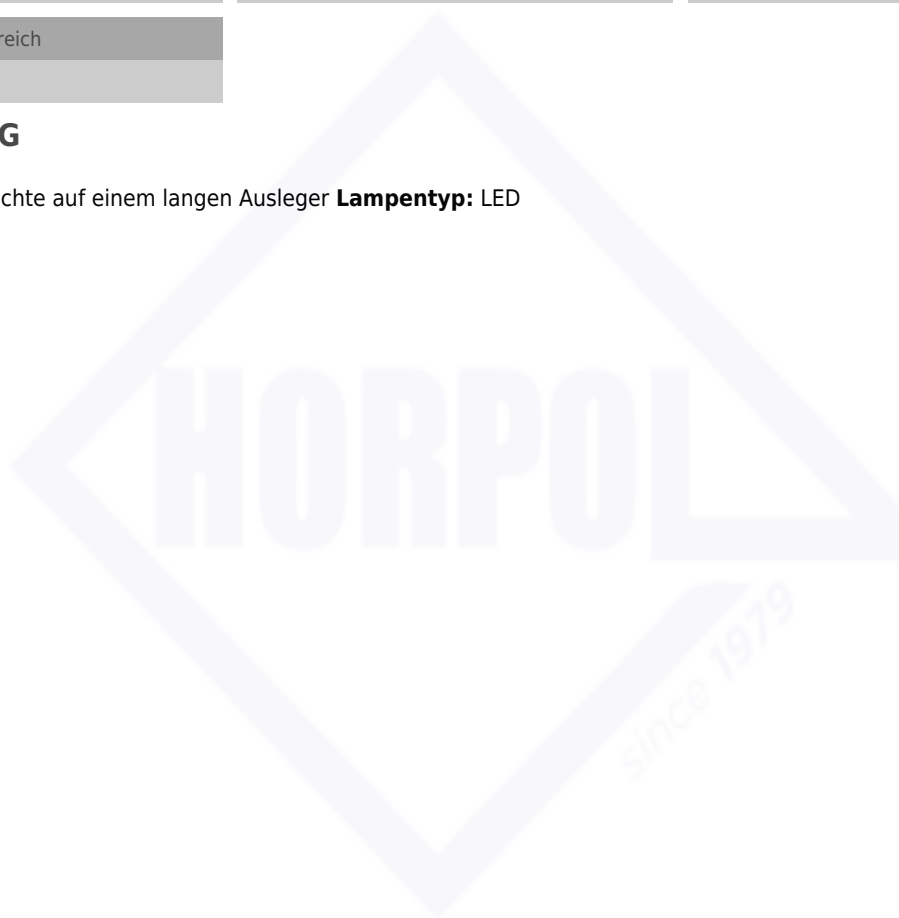 reich
G
chte auf einem langen Ausleger Lampentyp: LED
HORPOL
since 1979